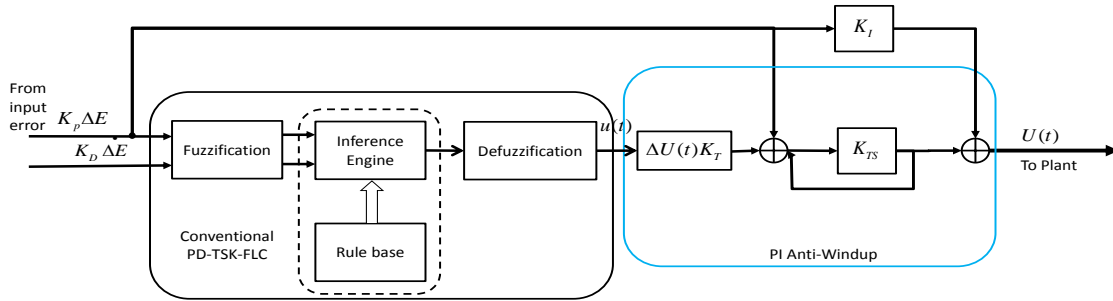 K_I
From
input
error
K_p ΔE
K_D ΔĖ
Fuzzification
Inference
Engine
Defuzzification
u(t)
ΔU(t)K_T
K_TS
U(t)
To Plant
Conventional
PD-TSK-FLC
Rule base
PI Anti-Windup